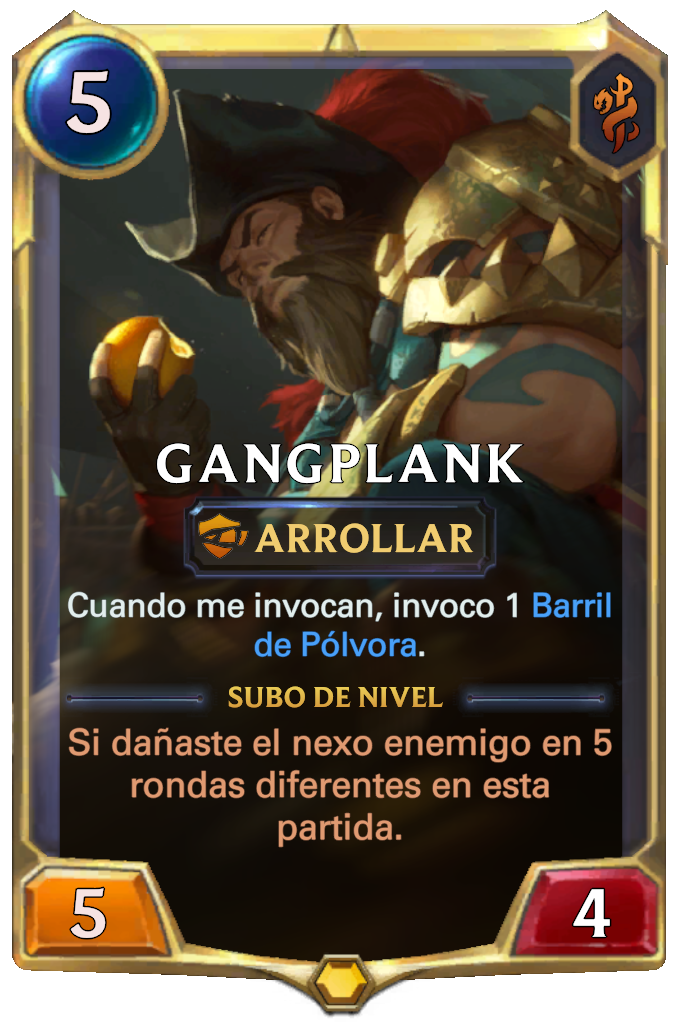 5
GANGPLANK
ARROLLAR
Cuando me invocan, invoco 1 Barril
de Pólvora.
SUBO DE NIVEL
Si dañaste el nexo enemigo en 5
rondas diferentes en esta
partida.
5
4